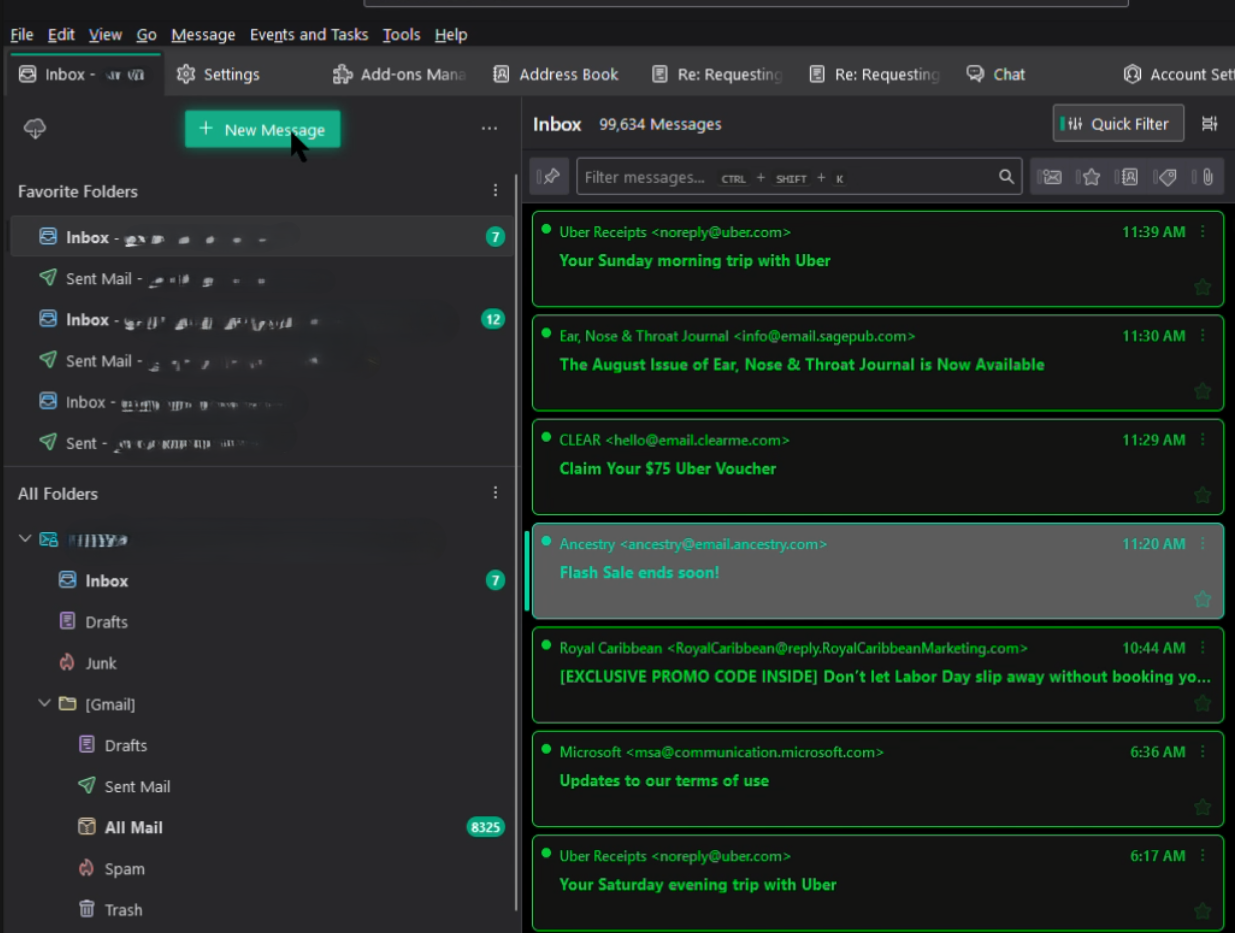 File Edit View Go Message Events and Tasks Tools Help
Inbox - Settings Add-ons Mana Address Book Re: Requesting Re: Requesting Chat Account Sett
+ New Message
Favorite Folders
Inbox - 7
Sent Mail -
Inbox - 12
Sent Mail -
Inbox -
Sent -
All Folders
Inbox 7
Drafts
Junk
[Gmail]
Drafts
Sent Mail
All Mail 8325
Spam
Trash
Inbox 99,634 Messages Quick Filter
Filter messages... CTRL + SHIFT + K
Uber Receipts <noreply@uber.com> 11:39 AM
Your Sunday morning trip with Uber
Ear, Nose & Throat Journal <info@email.sagepub.com> 11:30 AM
The August Issue of Ear, Nose & Throat Journal is Now Available
CLEAR <hello@email.clearme.com> 11:29 AM
Claim Your $75 Uber Voucher
Ancestry <ancestry@email.ancestry.com> 11:20 AM
Flash Sale ends soon!
Royal Caribbean <RoyalCaribbean@reply.RoyalCaribbeanMarketing.com> 10:44 AM
[EXCLUSIVE PROMO CODE INSIDE] Don't let Labor Day slip away without booking yo...
Microsoft <msa@communication.microsoft.com> 6:36 AM
Updates to our terms of use
Uber Receipts <noreply@uber.com> 6:17 AM
Your Saturday evening trip with Uber